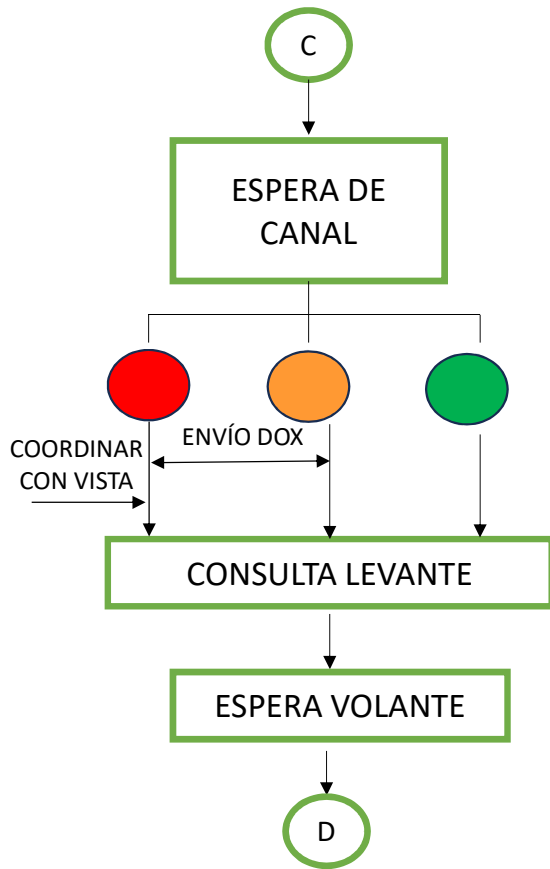 C
ESPERA DE
CANAL
ENVÍO DOX
COORDINAR
CON VISTA
CONSULTA LEVANTE
ESPERA VOLANTE
D